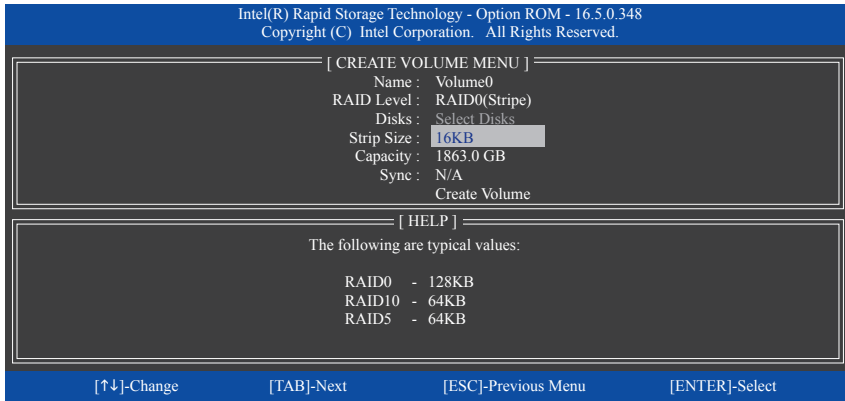 Intel(R) Rapid Storage Technology - Option ROM - 16.5.0.348
Copyright (C) Intel Corporation. All Rights Reserved.
[ CREATE VOLUME MENU ]
Name : Volume0
RAID Level : RAID0(Stripe)
Disks : Select Disks
Strip Size : 16KB
Capacity : 1863.0 GB
Sync : N/A
Create Volume
[ HELP ]
The following are typical values:
RAID0 - 128KB
RAID10 - 64KB
RAID5 - 64KB
[↑↓]-Change [TAB]-Next [ESC]-Previous Menu [ENTER]-Select